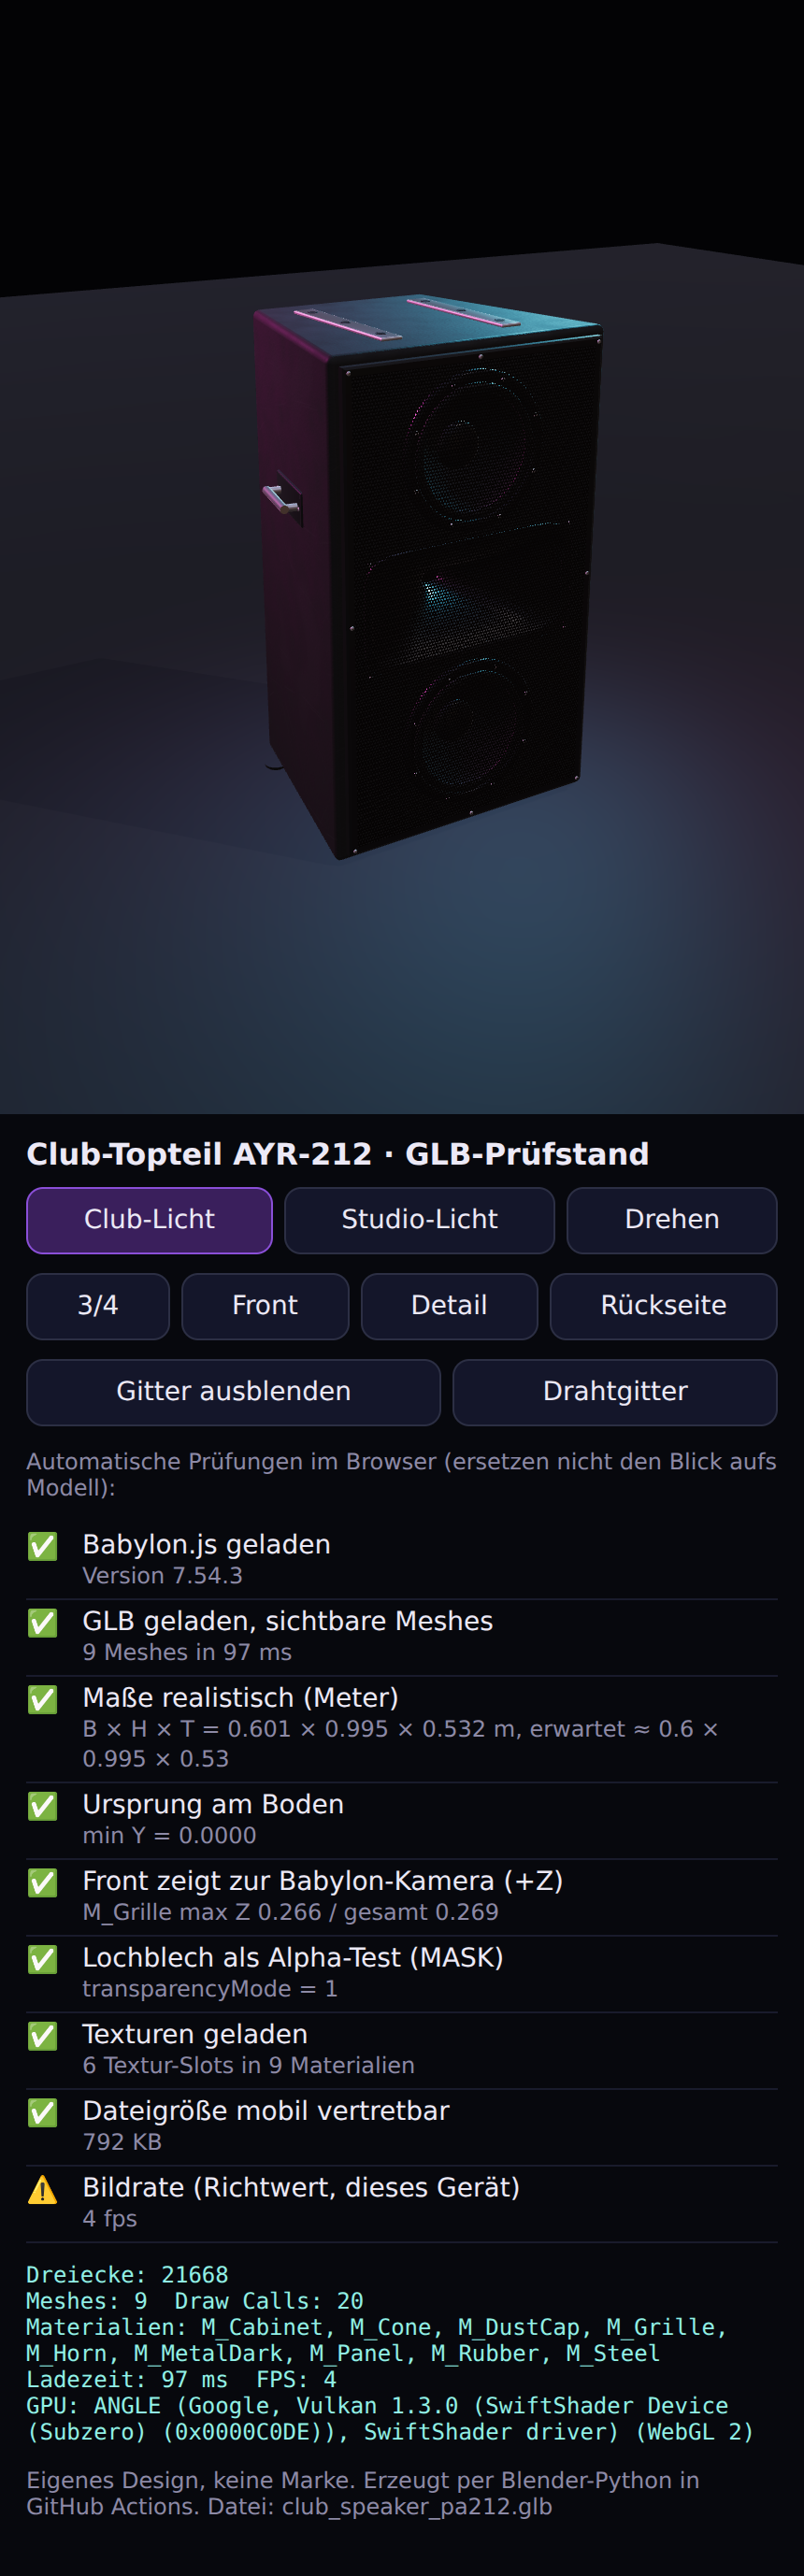 Club-Topteil AYR-212 · GLB-Prüfstand
Club-Licht
Studio-Licht
Drehen
3/4
Front
Detail
Rückseite
Gitter ausblenden
Drahtgitter
Automatische Prüfungen im Browser (ersetzen nicht den Blick aufs
Modell):
✅ Babylon.js geladen
Version 7.54.3
✅ GLB geladen, sichtbare Meshes
9 Meshes in 97 ms
✅ Maße realistisch (Meter)
B × H × T = 0.601 × 0.995 × 0.532 m, erwartet ≈ 0.6 ×
0.995 × 0.53
✅ Ursprung am Boden
min Y = 0.0000
✅ Front zeigt zur Babylon-Kamera (+Z)
M_Grille max Z 0.266 / gesamt 0.269
✅ Lochblech als Alpha-Test (MASK)
transparencyMode = 1
✅ Texturen geladen
6 Textur-Slots in 9 Materialien
✅ Dateigröße mobil vertretbar
792 KB
⚠️ Bildrate (Richtwert, dieses Gerät)
4 fps
Dreiecke: 21668
Meshes: 9  Draw Calls: 20
Materialien: M_Cabinet, M_Cone, M_DustCap, M_Grille,
M_Horn, M_MetalDark, M_Panel, M_Rubber, M_Steel
Ladezeit: 97 ms  FPS: 4
GPU: ANGLE (Google, Vulkan 1.3.0 (SwiftShader Device
(Subzero) (0x0000C0DE)), SwiftShader driver) (WebGL 2)
Eigenes Design, keine Marke. Erzeugt per Blender-Python in
GitHub Actions. Datei: club_speaker_pa212.glb